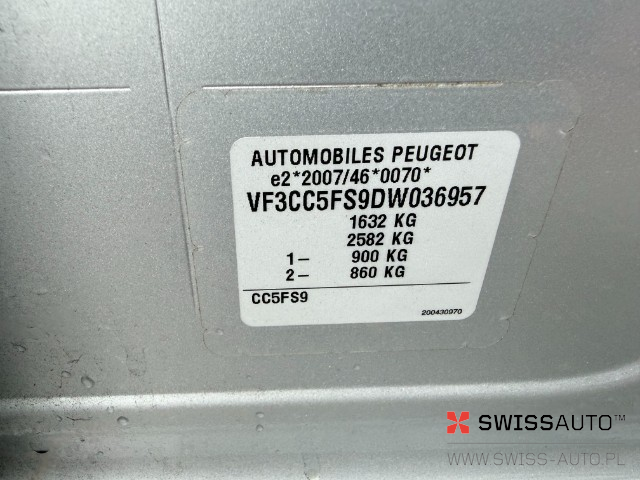 AUTOMOBILES PEUGEOT
e2*2007/46*0070*
VF3CC5FS9DW036957
1632 KG
2582 KG
1- 900 KG
2- 860 KG
CC5FS9
200430970
SWISSAUTO™
WWW.SWISS-AUTO.PL